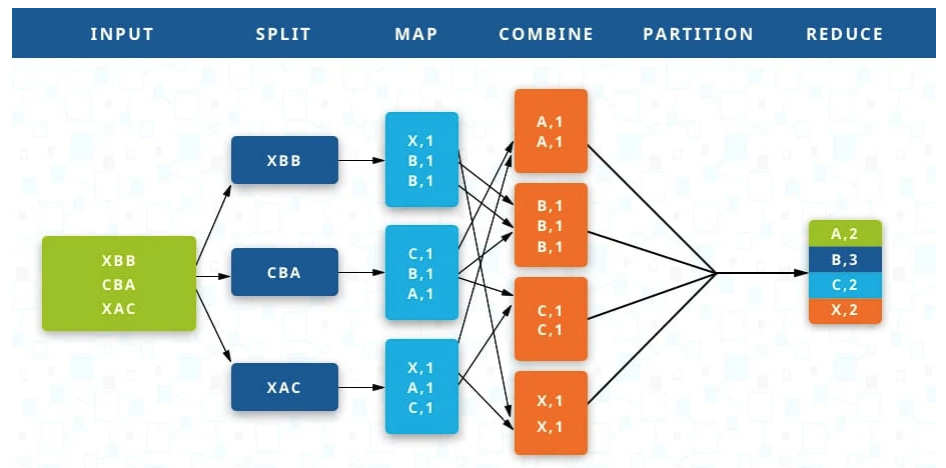 INPUT SPLIT MAP COMBINE PARTITION REDUCE
XBB
CBA
XAC
XBB
CBA
XAC
X,1
B,1
B,1
C,1
B,1
A,1
X,1
A,1
C,1
A,1
A,1
B,1
B,1
B,1
C,1
C,1
X,1
X,1
A,2
B,3
C,2
X,2